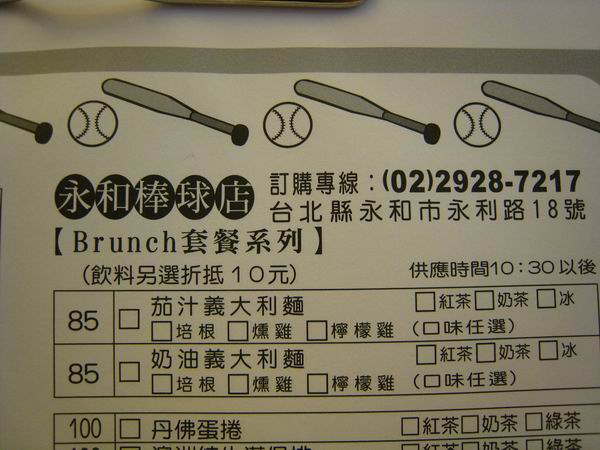 永和棒球店 訂購專線：(02)2928-7217
台北縣永和市永利路18號
【Brunch套餐系列】
(飲料另選折抵10元) 供應時間10:30以後
85 □ 茄汁義大利麵 □紅茶 □奶茶 □冰
□培根 □燻雞 □檸檬雞 (口味任選)
85 □ 奶油義大利麵 □紅茶 □奶茶 □冰
□培根 □燻雞 □檸檬雞 (口味任選)
100 □ 丹佛蛋捲 □紅茶 □奶茶 □綠茶